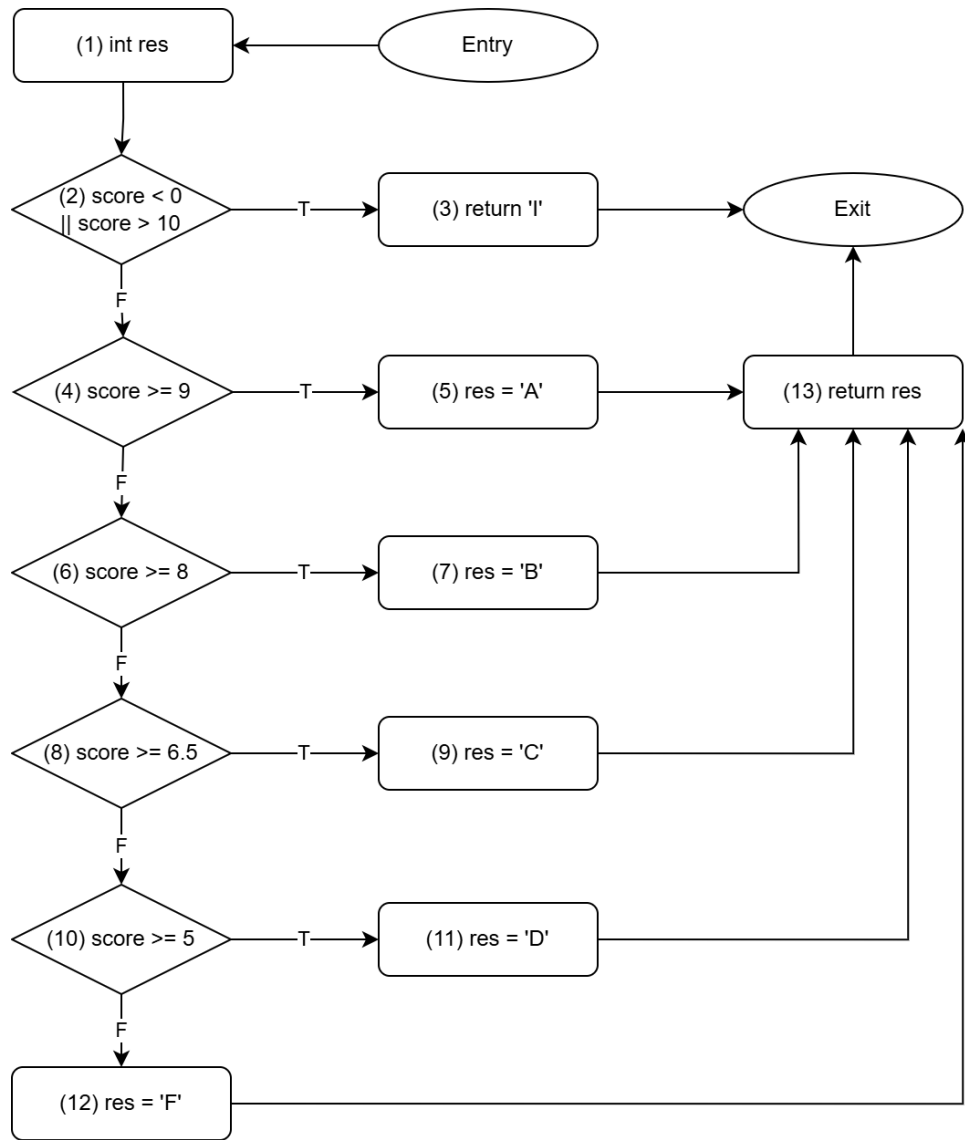 (1) int res
Entry
(2) score < 0
|| score > 10
T
(3) return 'I'
Exit
F
(4) score >= 9
T
(5) res = 'A'
(13) return res
F
(6) score >= 8
T
(7) res = 'B'
F
(8) score >= 6.5
T
(9) res = 'C'
F
(10) score >= 5
T
(11) res = 'D'
F
(12) res = 'F'